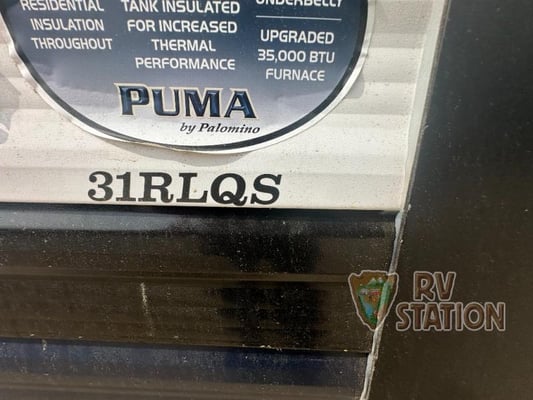 RESIDENTIAL
INSULATION
THROUGHOUT
TANK INSULATED
FOR INCREASED
THERMAL
PERFORMANCE
UNDERBELLY
UPGRADED
35,000 BTU
FURNACE
PUMA
by Palomino
31RLQS
RV
STATION